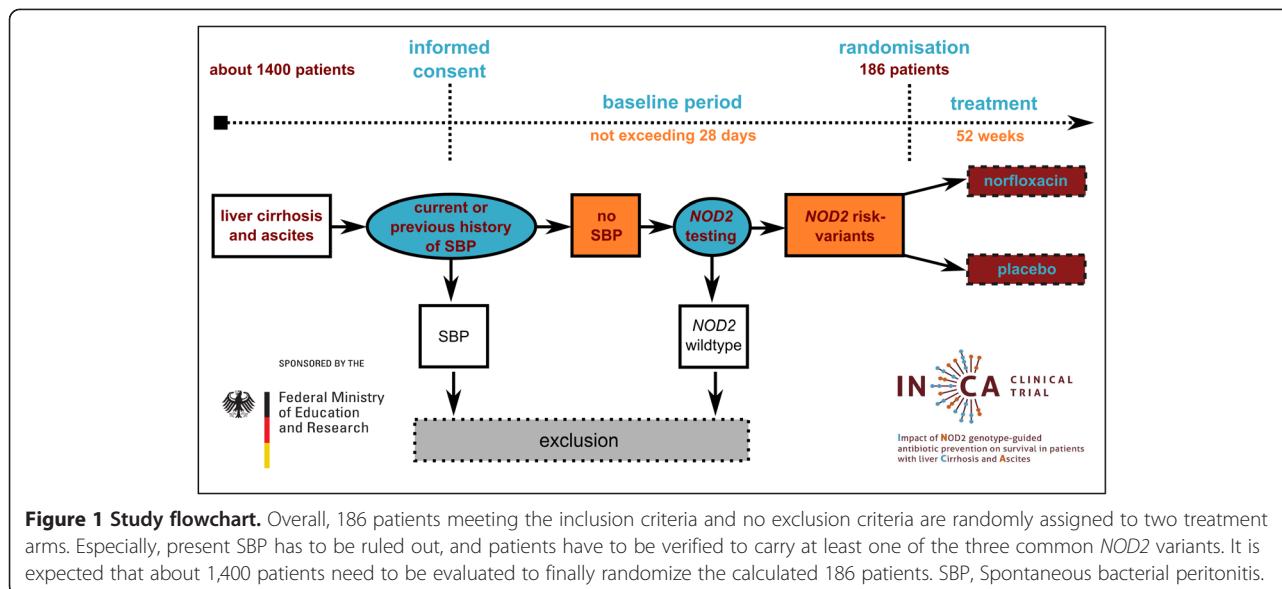 about 1400 patients
informed
consent
randomisation
186 patients
baseline period
not exceeding 28 days
treatment
52 weeks
liver cirrhosis
and ascites
current or
previous history
of SBP
no
SBP
NOD2
testing
NOD2 risk-
variants
norfloxacin
placebo
SBP
NOD2
wildtype
exclusion
SPONSORED BY THE
Federal Ministry
of Education
and Research
IN CA CLINICAL
TRIAL
Impact of NOD2 genotype-guided
antibiotic prevention on survival in patients
with liver Cirrhosis and Ascites
Figure 1 Study flowchart. Overall, 186 patients meeting the inclusion criteria and no exclusion criteria are randomly assigned to two treatment
arms. Especially, present SBP has to be ruled out, and patients have to be verified to carry at least one of the three common NOD2 variants. It is
expected that about 1,400 patients need to be evaluated to finally randomize the calculated 186 patients. SBP, Spontaneous bacterial peritonitis.